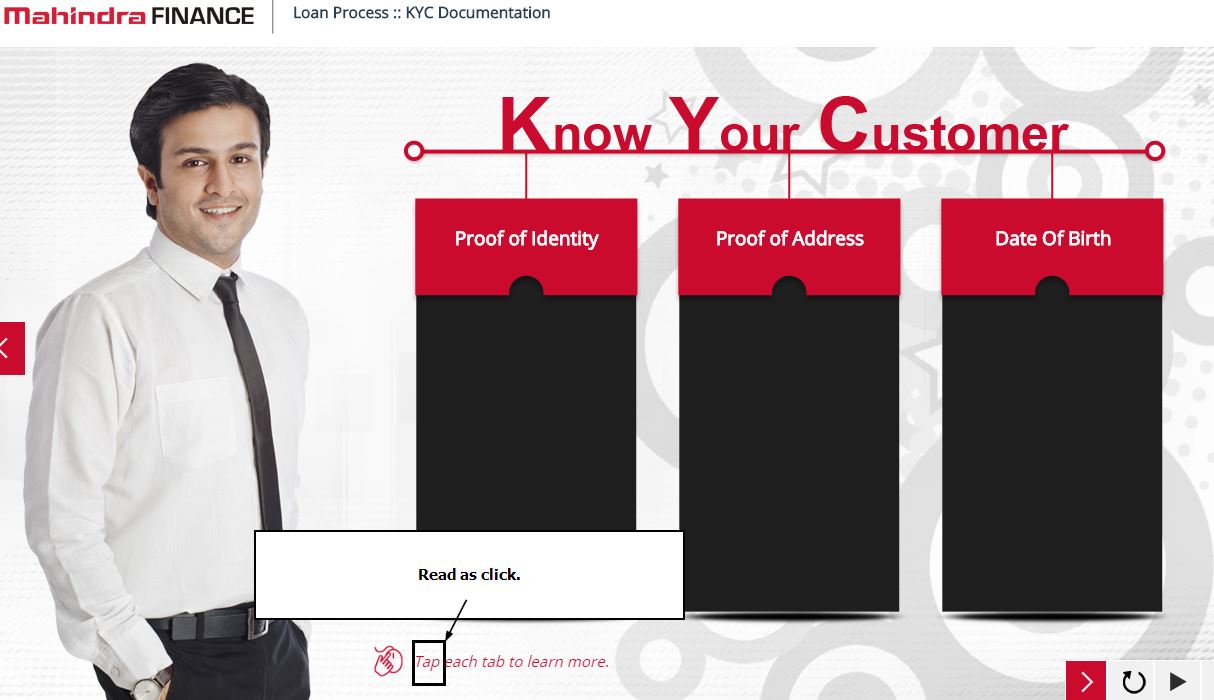 Mahindra FINANCE
Loan Process :: KYC Documentation
Know Your Customer
Proof of Identity
Proof of Address
Date Of Birth
Read as click.
Tap each tab to learn more.